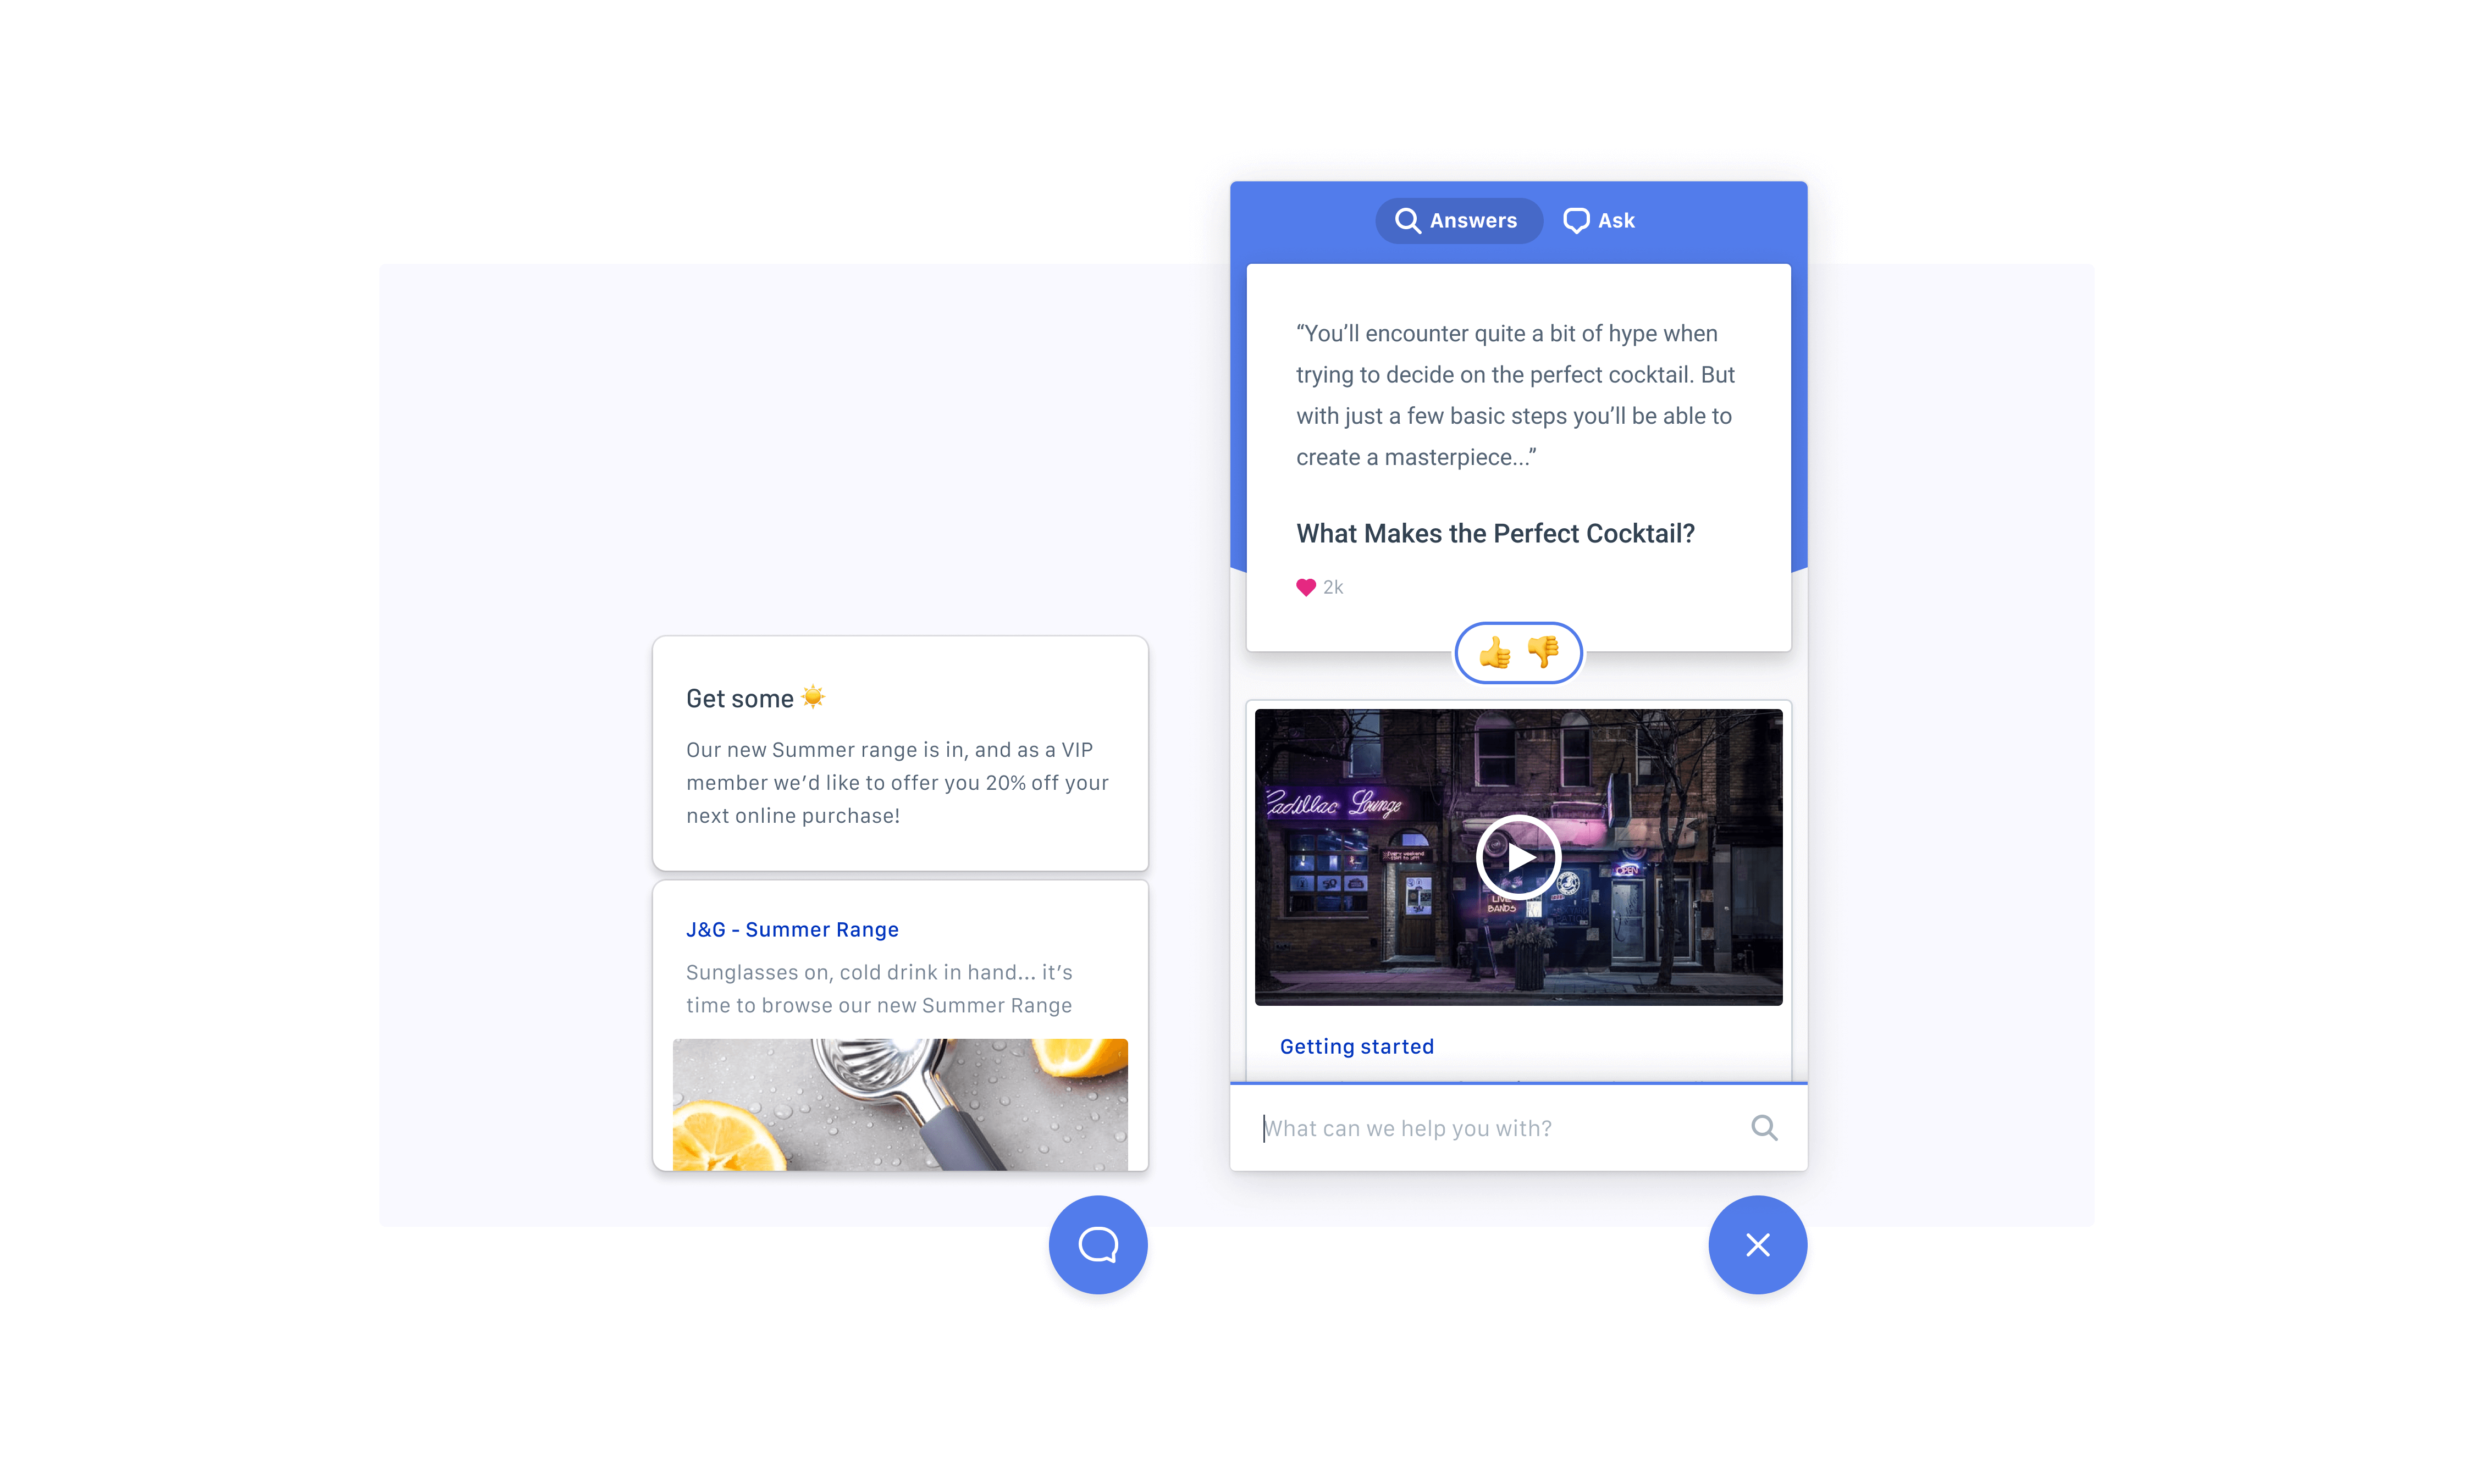 Answers
Ask
“You’ll encounter quite a bit of hype when
trying to decide on the perfect cocktail. But
with just a few basic steps you’ll be able to
create a masterpiece...”
What Makes the Perfect Cocktail?
2k
Get some
Our new Summer range is in, and as a VIP
member we’d like to offer you 20% off your
next online purchase!
J&G - Summer Range
Sunglasses on, cold drink in hand... it’s
time to browse our new Summer Range
Cadillac Lounge
OPEN
LIVE
BANDS
Getting started
What can we help you with?